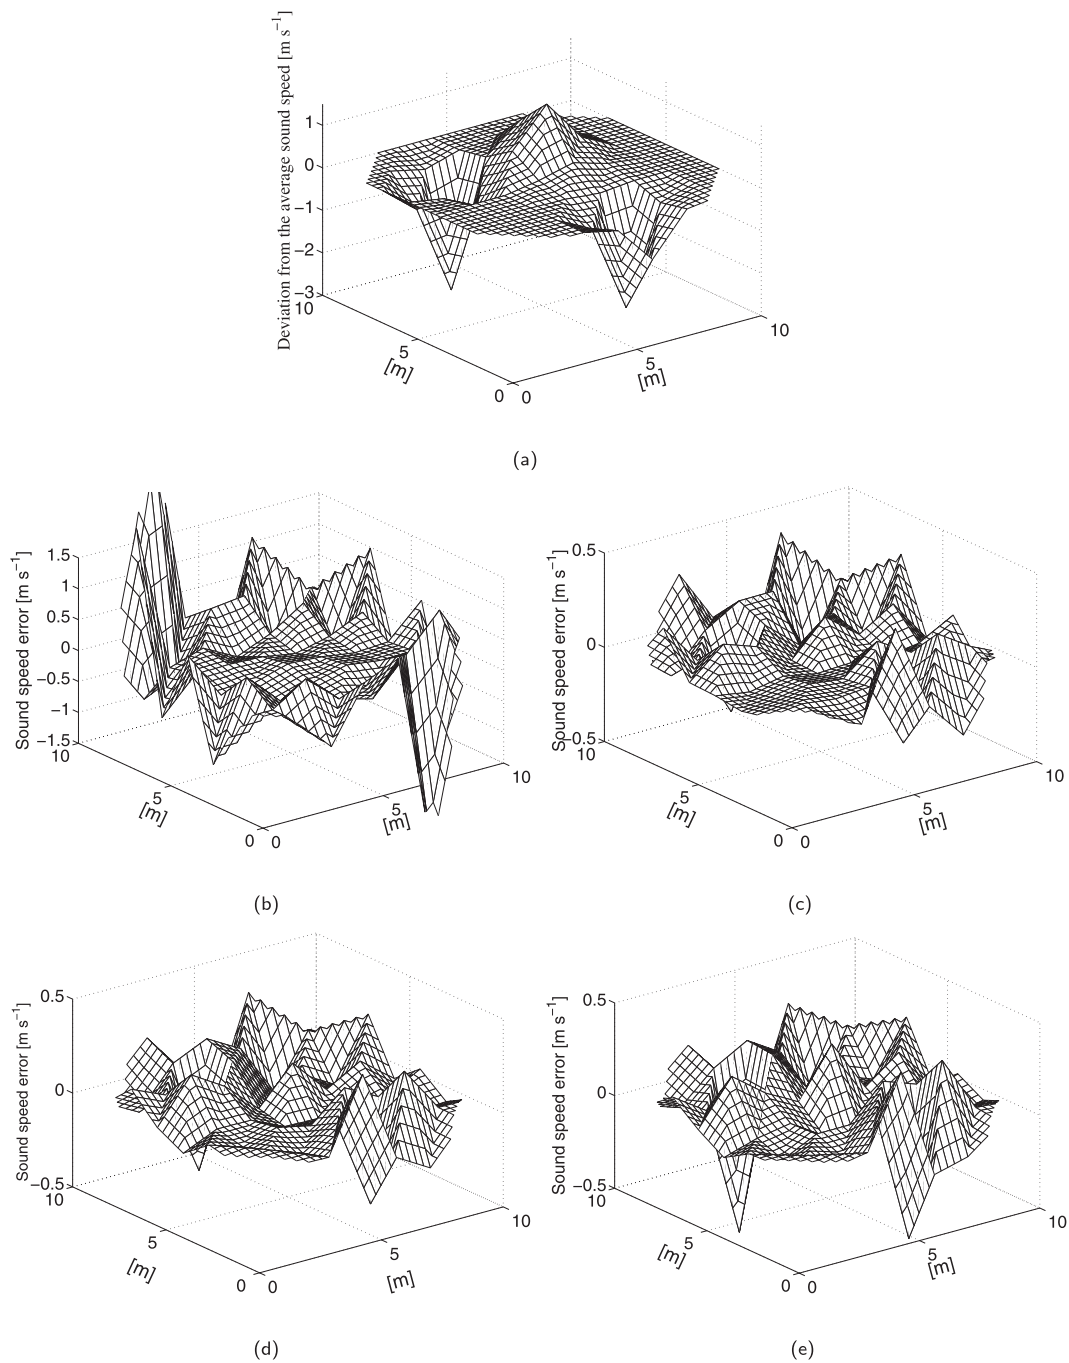 Deviation from the average sound speed [m s−1]
1
0
−1
−2
−3
10
5
[m]
0
0
5
[m]
10
(a)
Sound speed error [m s−1]
1.5
1
0.5
0
−0.5
−1
−1.5
10
5
[m]
0
0
5
[m]
10
(b)
Sound speed error [m s−1]
0.5
0
−0.5
10
5
[m]
0
0
5
[m]
10
(c)
Sound speed error [m s−1]
0.5
0
−0.5
10
5
[m]
0
0
5
[m]
10
(d)
Sound speed error [m s−1]
0.5
0
−0.5
10
5
[m]
0
0
5
[m]
10
(e)